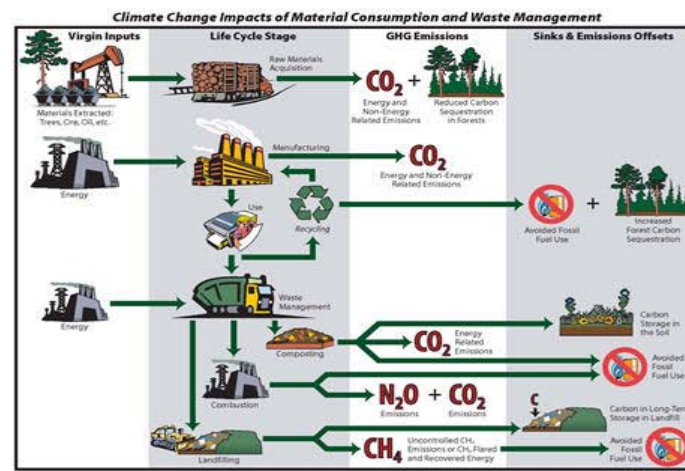 Climate Change Impacts of Material Consumption and Waste Management
Virgin Inputs
Life Cycle Stage
GHG Emissions
Sinks & Emissions Offsets
Materials Extracted:
Trees, Ore, Oil, etc.
Raw Materials
Acquisition
CO2
+
Energy and
Non-Energy
Related Emissions
Reduced Carbon
Sequestration
in Forests
Energy
Manufacturing
CO2
Energy and Non-Energy
Related Emissions
Use
Recycling
+
Avoided Fossil
Fuel Use
Increased
Forest Carbon
Sequestration
Energy
Waste
Management
Composting
CO2
Energy
Related
Emissions
Carbon
Storage in
the Soil
Avoided
Fossil
Fuel Use
Combustion
N2O + CO2
Emissions
Emissions
C
Carbon in Long-Term
Storage in Landfill
Landfilling
CH4
Uncontrolled CH4
Emissions or CH4 Flared
and Recovered Energy
Avoided
Fossil
Fuel Use